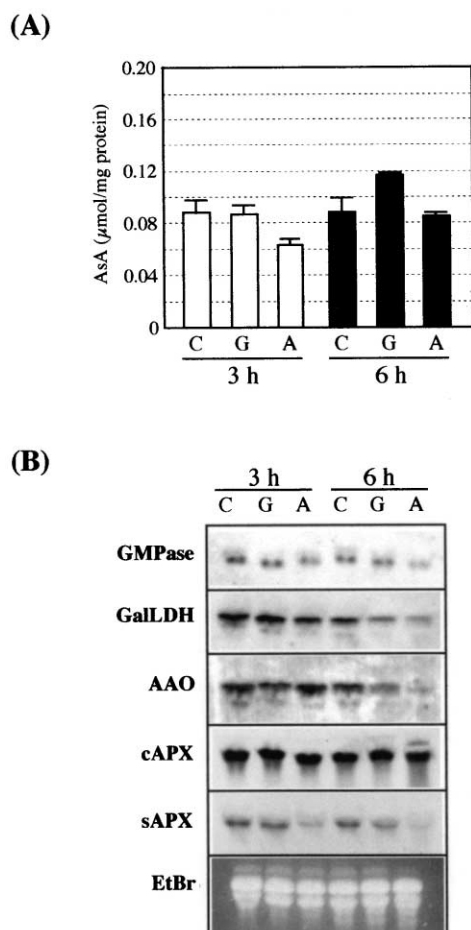 (A)
AsA (μmol/mg protein)
0.20
0.16
0.12
0.08
0.04
0
C G A C G A
3 h 6 h
(B)
3 h 6 h
C G A C G A
GMPase
GalLDH
AAO
cAPX
sAPX
EtBr